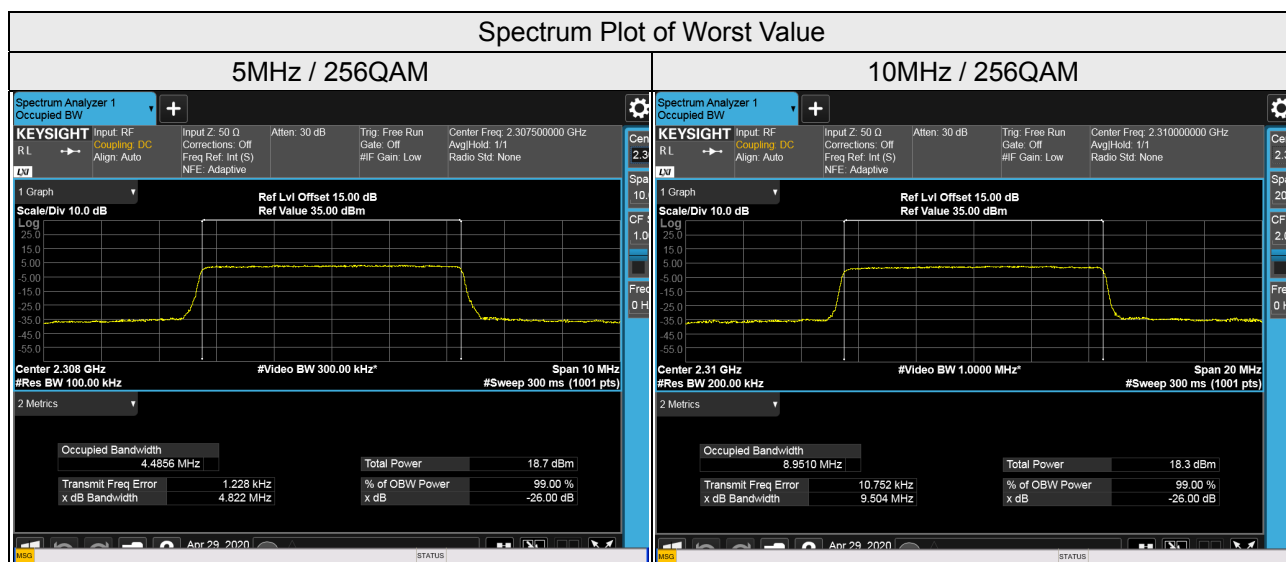 Spectrum Plot of Worst Value
5MHz / 256QAM
10MHz / 256QAM
Spectrum Analyzer 1
Occupied BW
+
KEYSIGHT Input: RF Input Z: 50 Ω Atten: 30 dB Trig: Free Run Center Freq: 2.307500000 GHz
RL Coupling: DC Corrections: Off Gate: Off Avg|Hold: 1/1
Align: Auto Freq Ref: Int (S) #IF Gain: Low Radio Std: None
LXI NFE: Adaptive
1 Graph
Ref Lvl Offset 15.00 dB
Scale/Div 10.0 dB Ref Value 35.00 dBm
Log
25.0
15.0
5.00
-5.00
-15.0
-25.0
-35.0
-45.0
-55.0
Center 2.308 GHz #Video BW 300.00 kHz* Span 10 MHz
#Res BW 100.00 kHz #Sweep 300 ms (1001 pts)
2 Metrics
Occupied Bandwidth
4.4856 MHz Total Power 18.7 dBm
Transmit Freq Error 1.228 kHz % of OBW Power 99.00 %
x dB Bandwidth 4.822 MHz x dB -26.00 dB
Apr 29, 2020
MSG STATUS
Spectrum Analyzer 1
Occupied BW
+
KEYSIGHT Input: RF Input Z: 50 Ω Atten: 30 dB Trig: Free Run Center Freq: 2.310000000 GHz
RL Coupling: DC Corrections: Off Gate: Off Avg|Hold: 1/1
Align: Auto Freq Ref: Int (S) #IF Gain: Low Radio Std: None
LXI NFE: Adaptive
1 Graph
Ref Lvl Offset 15.00 dB
Scale/Div 10.0 dB Ref Value 35.00 dBm
Log
25.0
15.0
5.00
-5.00
-15.0
-25.0
-35.0
-45.0
-55.0
Center 2.31 GHz #Video BW 1.0000 MHz* Span 20 MHz
#Res BW 200.00 kHz #Sweep 300 ms (1001 pts)
2 Metrics
Occupied Bandwidth
8.9510 MHz Total Power 18.3 dBm
Transmit Freq Error 10.752 kHz % of OBW Power 99.00 %
x dB Bandwidth 9.504 MHz x dB -26.00 dB
Apr 29, 2020
MSG STATUS